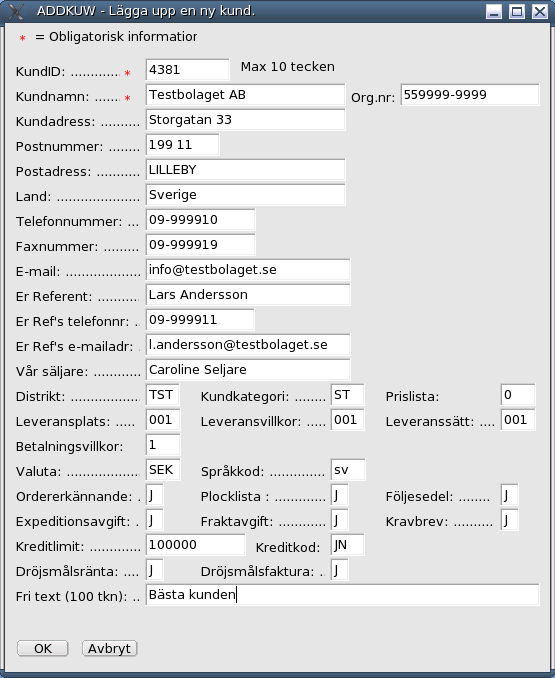 ADDKUW - Lägga upp en ny kund.
* = Obligatorisk information
KundID: ............ * 4381 Max 10 tecken
Kundnamn: ...... * Testbolaget AB Org.nr: 559999-9999
Kundadress: .......... Storgatan 33
Postnummer: ........ 199 11
Postadress: ........... LILLEBY
Land: ..................... Sverige
Telefonnummer: ... 09-999910
Faxnummer: ......... 09-999919
E-mail: .................. info@testbolaget.se
Er Referent: ........... Lars Andersson
Er Ref's telefonnr: .. 09-999911
Er Ref's e-mailadr: l.andersson@testbolaget.se
Vår säljare: ............ Caroline Seljare
Distrikt: ................ TST Kundkategori: ........ ST Prislista: 0
Leveransplats: ..... 001 Leveransvillkor: ..... 001 Leveranssätt: .... 001
Betalningsvillkor: 1
Valuta: .................. SEK Språkkod: .............. sv
Ordererkännande: . J Plocklista : ............. J Följesedel: ........ J
Expeditionsavgift: . J Fraktavgift: ............. J Kravbrev: .......... J
Kreditlimit: ............. 100000 Kreditkod: JN
Dröjsmålsränta: .... J Dröjsmålsfaktura: .. J
Fri text (100 tkn): .. Bästa kunden
OK Avbryt